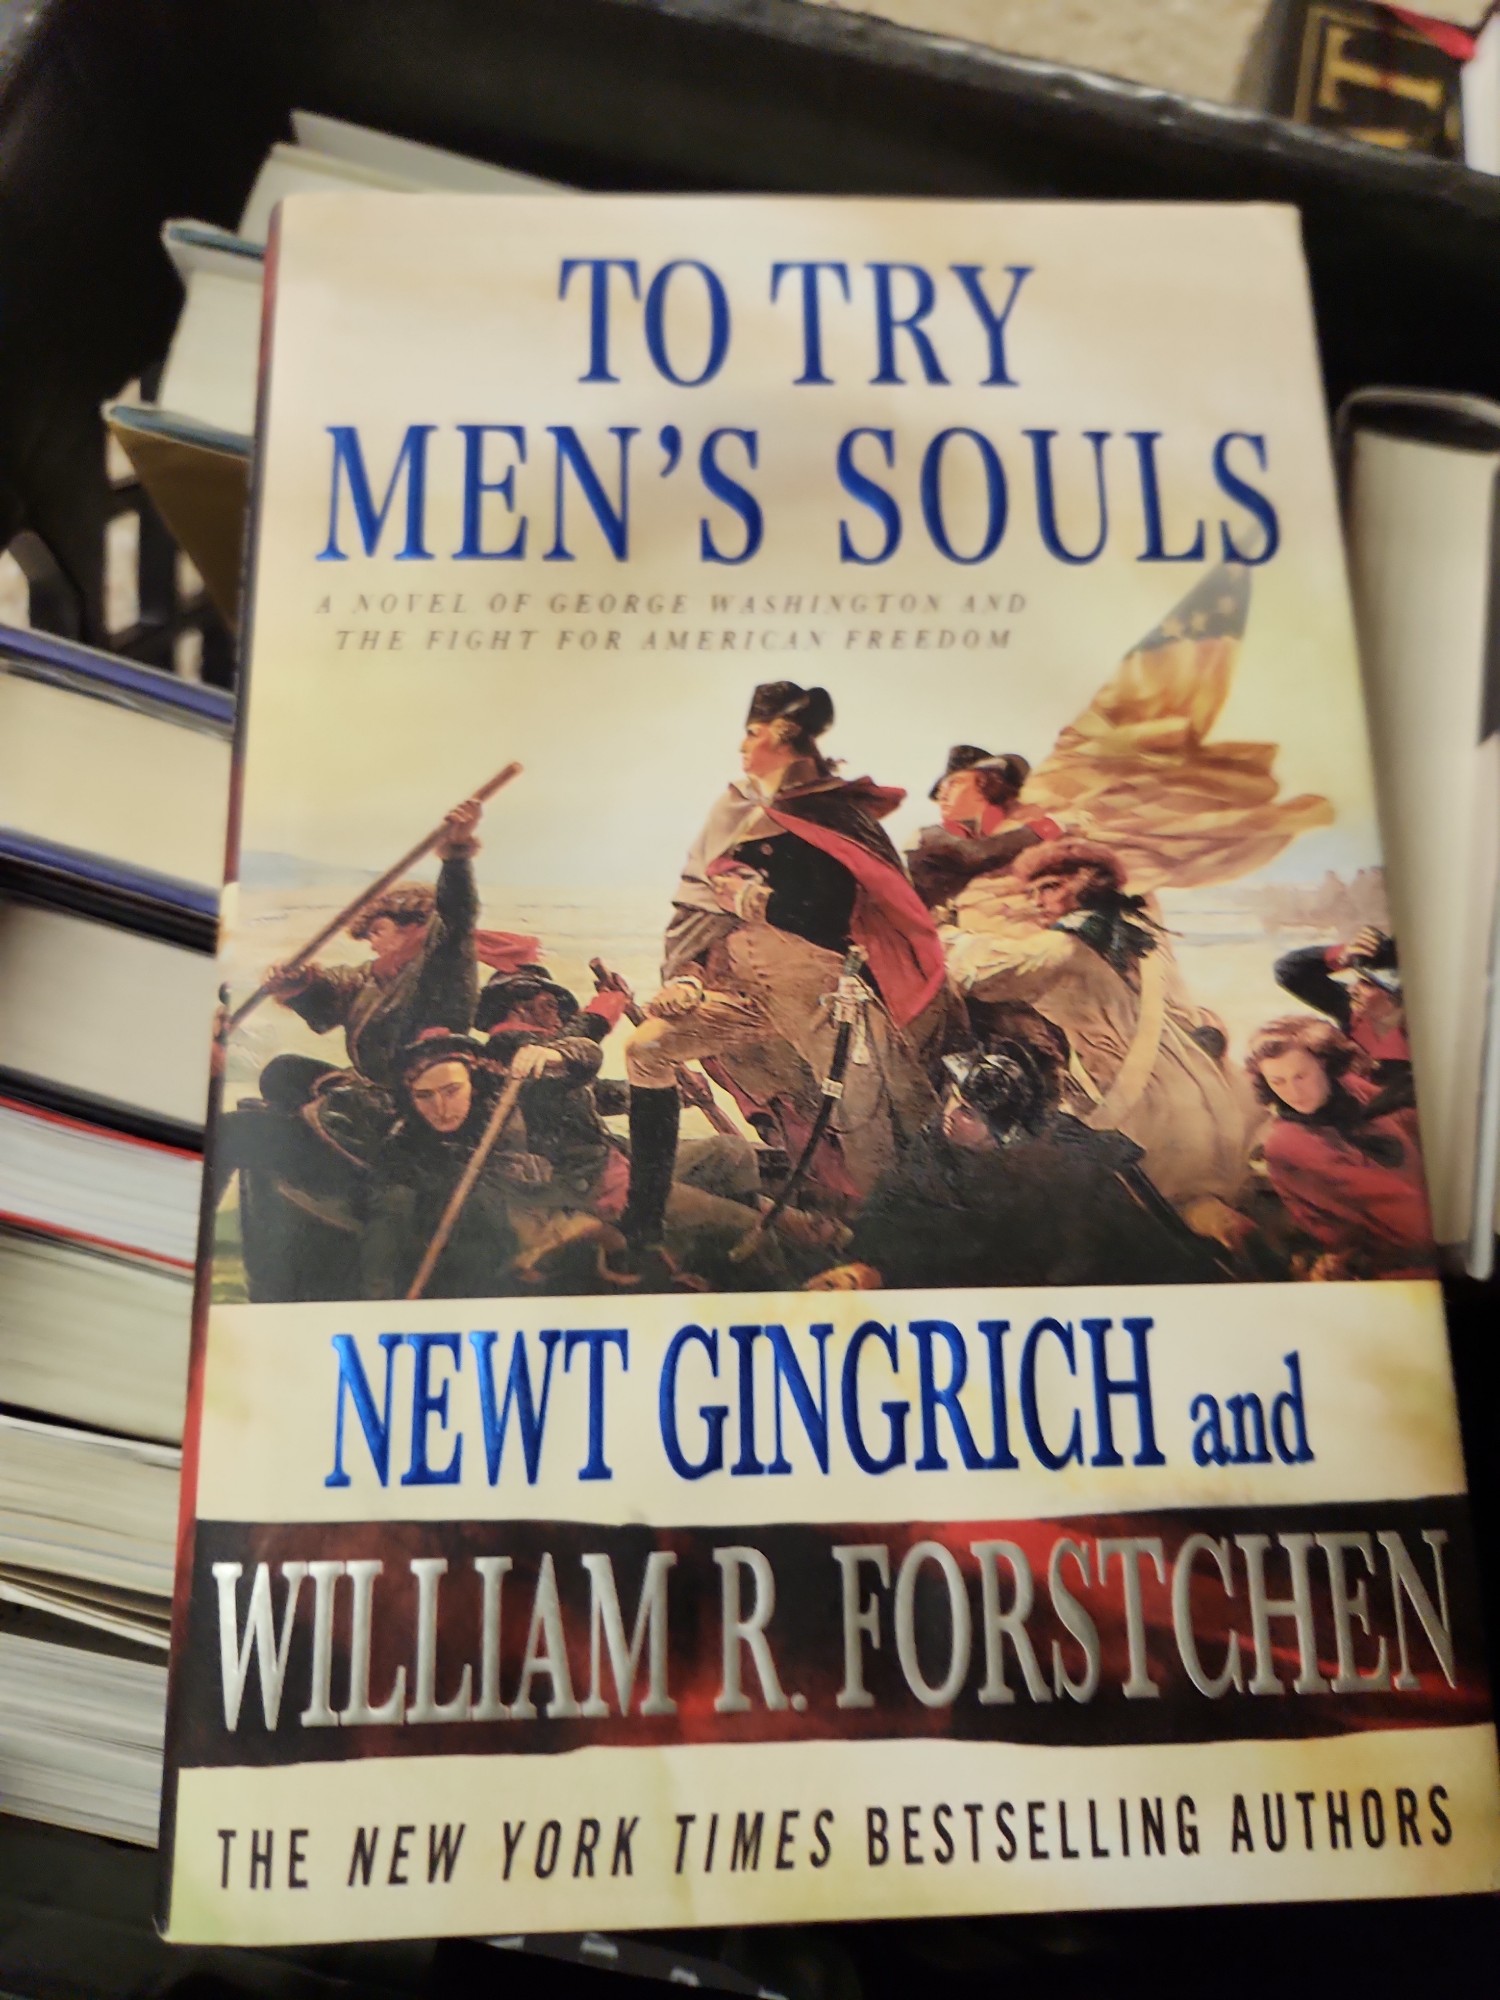 TO TRY
MEN'S SOULS
A NOVEL OF GEORGE WASHINGTON AND
THE FIGHT FOR AMERICAN FREEDOM
NEWT GINGRICH and
WILLIAM R. FORSTCHEN
THE NEW YORK TIMES BESTSELLING AUTHORS